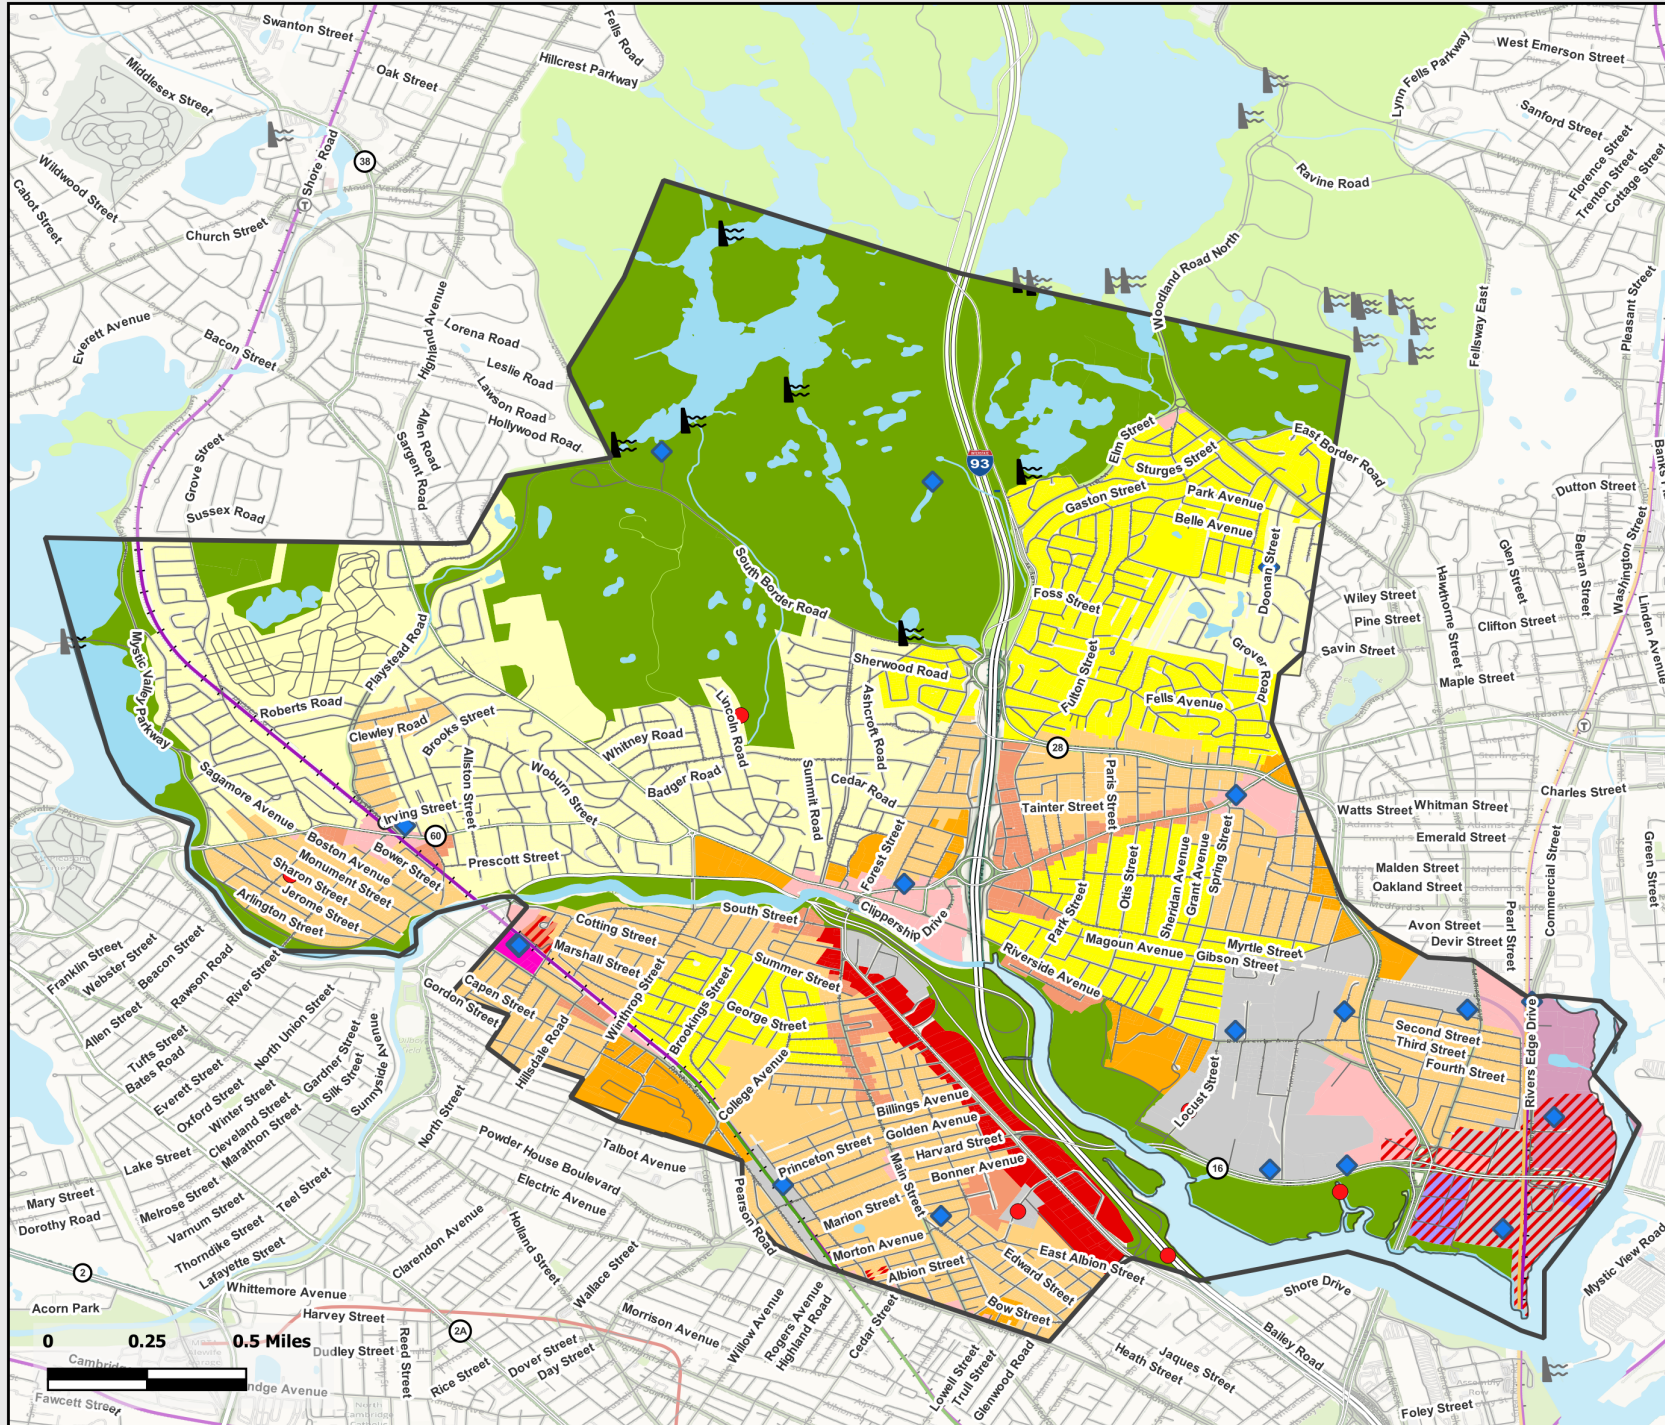 Swanton Street
Fells Road
Hillcrest Parkway
Oak Street
Middlesex Street
Lynn Fells Parkway
West Emerson Street
Sanford Street
Florence Street
Trenton Street
Cottage Street
Ravine Road
Wildwood Street
Cabot Street
Shore Road
T
38
Church Street
Woodland Road North
Fellsway East
Pleasant Street
Everett Avenue
Bacon Street
Highland Avenue
Lorena Road
Leslie Road
Lawson Road
Hollywood Road
Allen Road
Sargent Road
Grove Street
Sussex Road
93
Elm Street
Sturges Street
East Border Road
Gaston Street
Park Avenue
Belle Avenue
Doonan Street
Dutton Street
Washington Street
Glen Street
Beltran Street
Hawthorne Street
Linden Avenue
South Border Road
Foss Street
Wiley Street
Pine Street
Clifton Street
Savin Street
Maple Street
Mystic Valley Parkway
Playstead Road
Sherwood Road
Fulton Street
Grover Road
Fells Avenue
Roberts Road
Clewley Road
Brooks Street
Lincoln Road
Ashcroft Road
Whitney Road
Badger Road
Allston Street
Woburn Street
Summit Road
Cedar Road
28
T
Paris Street
Tainter Street
Charles Street
Watts Street
Whitman Street
Emerald Street
Sagamore Avenue
Irving Street
60
Prescott Street
Boston Avenue
Bower Street
Monument Street
Sharon Street
Jerome Street
Arlington Street
Forest Street
Otis Street
Sheridan Avenue
Grant Avenue
Spring Street
Malden Street
Oakland Street
Commercial Street
Green Street
Pearl Street
Avon Street
Devir Street
South Street
Clippership Drive
Park Street
Magoun Avenue
Myrtle Street
Gibson Street
Riverside Avenue
Franklin Street
Webster Street
Beacon Street
Rawson Road
River Street
Cotting Street
Marshall Street
Summer Street
Capen Street
Gordon Street
Winthrop Street
Brookings Street
George Street
Hillsdale Road
College Avenue
Allen Street
Tufts Street
Bates Road
North Union Street
Everett Street
Oxford Street
Winter Street
Cleveland Street
Marathon Street
Gardner Street
Silk Street
Sunnyside Avenue
North Street
Second Street
Third Street
Fourth Street
Rivers Edge Drive
Locust Street
Billings Avenue
Golden Avenue
Harvard Street
Bonner Avenue
Princeton Street
Main Street
Marion Street
Morton Avenue
Albion Street
East Albion Street
Edward Street
Bow Street
16
Lake Street
Mary Street
Dorothy Road
Melrose Street
Varnum Street
Thorndike Street
Lafayette Street
Teel Street
Powder House Boulevard
Electric Avenue
Talbot Avenue
Pearson Road
Clarendon Avenue
Holland Street
Wallace Street
2
Whittemore Avenue
Acorn Park
Harvey Street
Dudley Street
Reed Street
2A
Morrison Avenue
Willow Avenue
Rogers Avenue
Highland Road
Cedar Street
Dover Street
Day Street
Rice Street
Fawcett Street
Shore Drive
Mystic View Road
Bailey Road
Jaques Street
Heath Street
Lowell Street
Trull Street
Glenwood Road
Foley Street
0 0.25 0.5 Miles